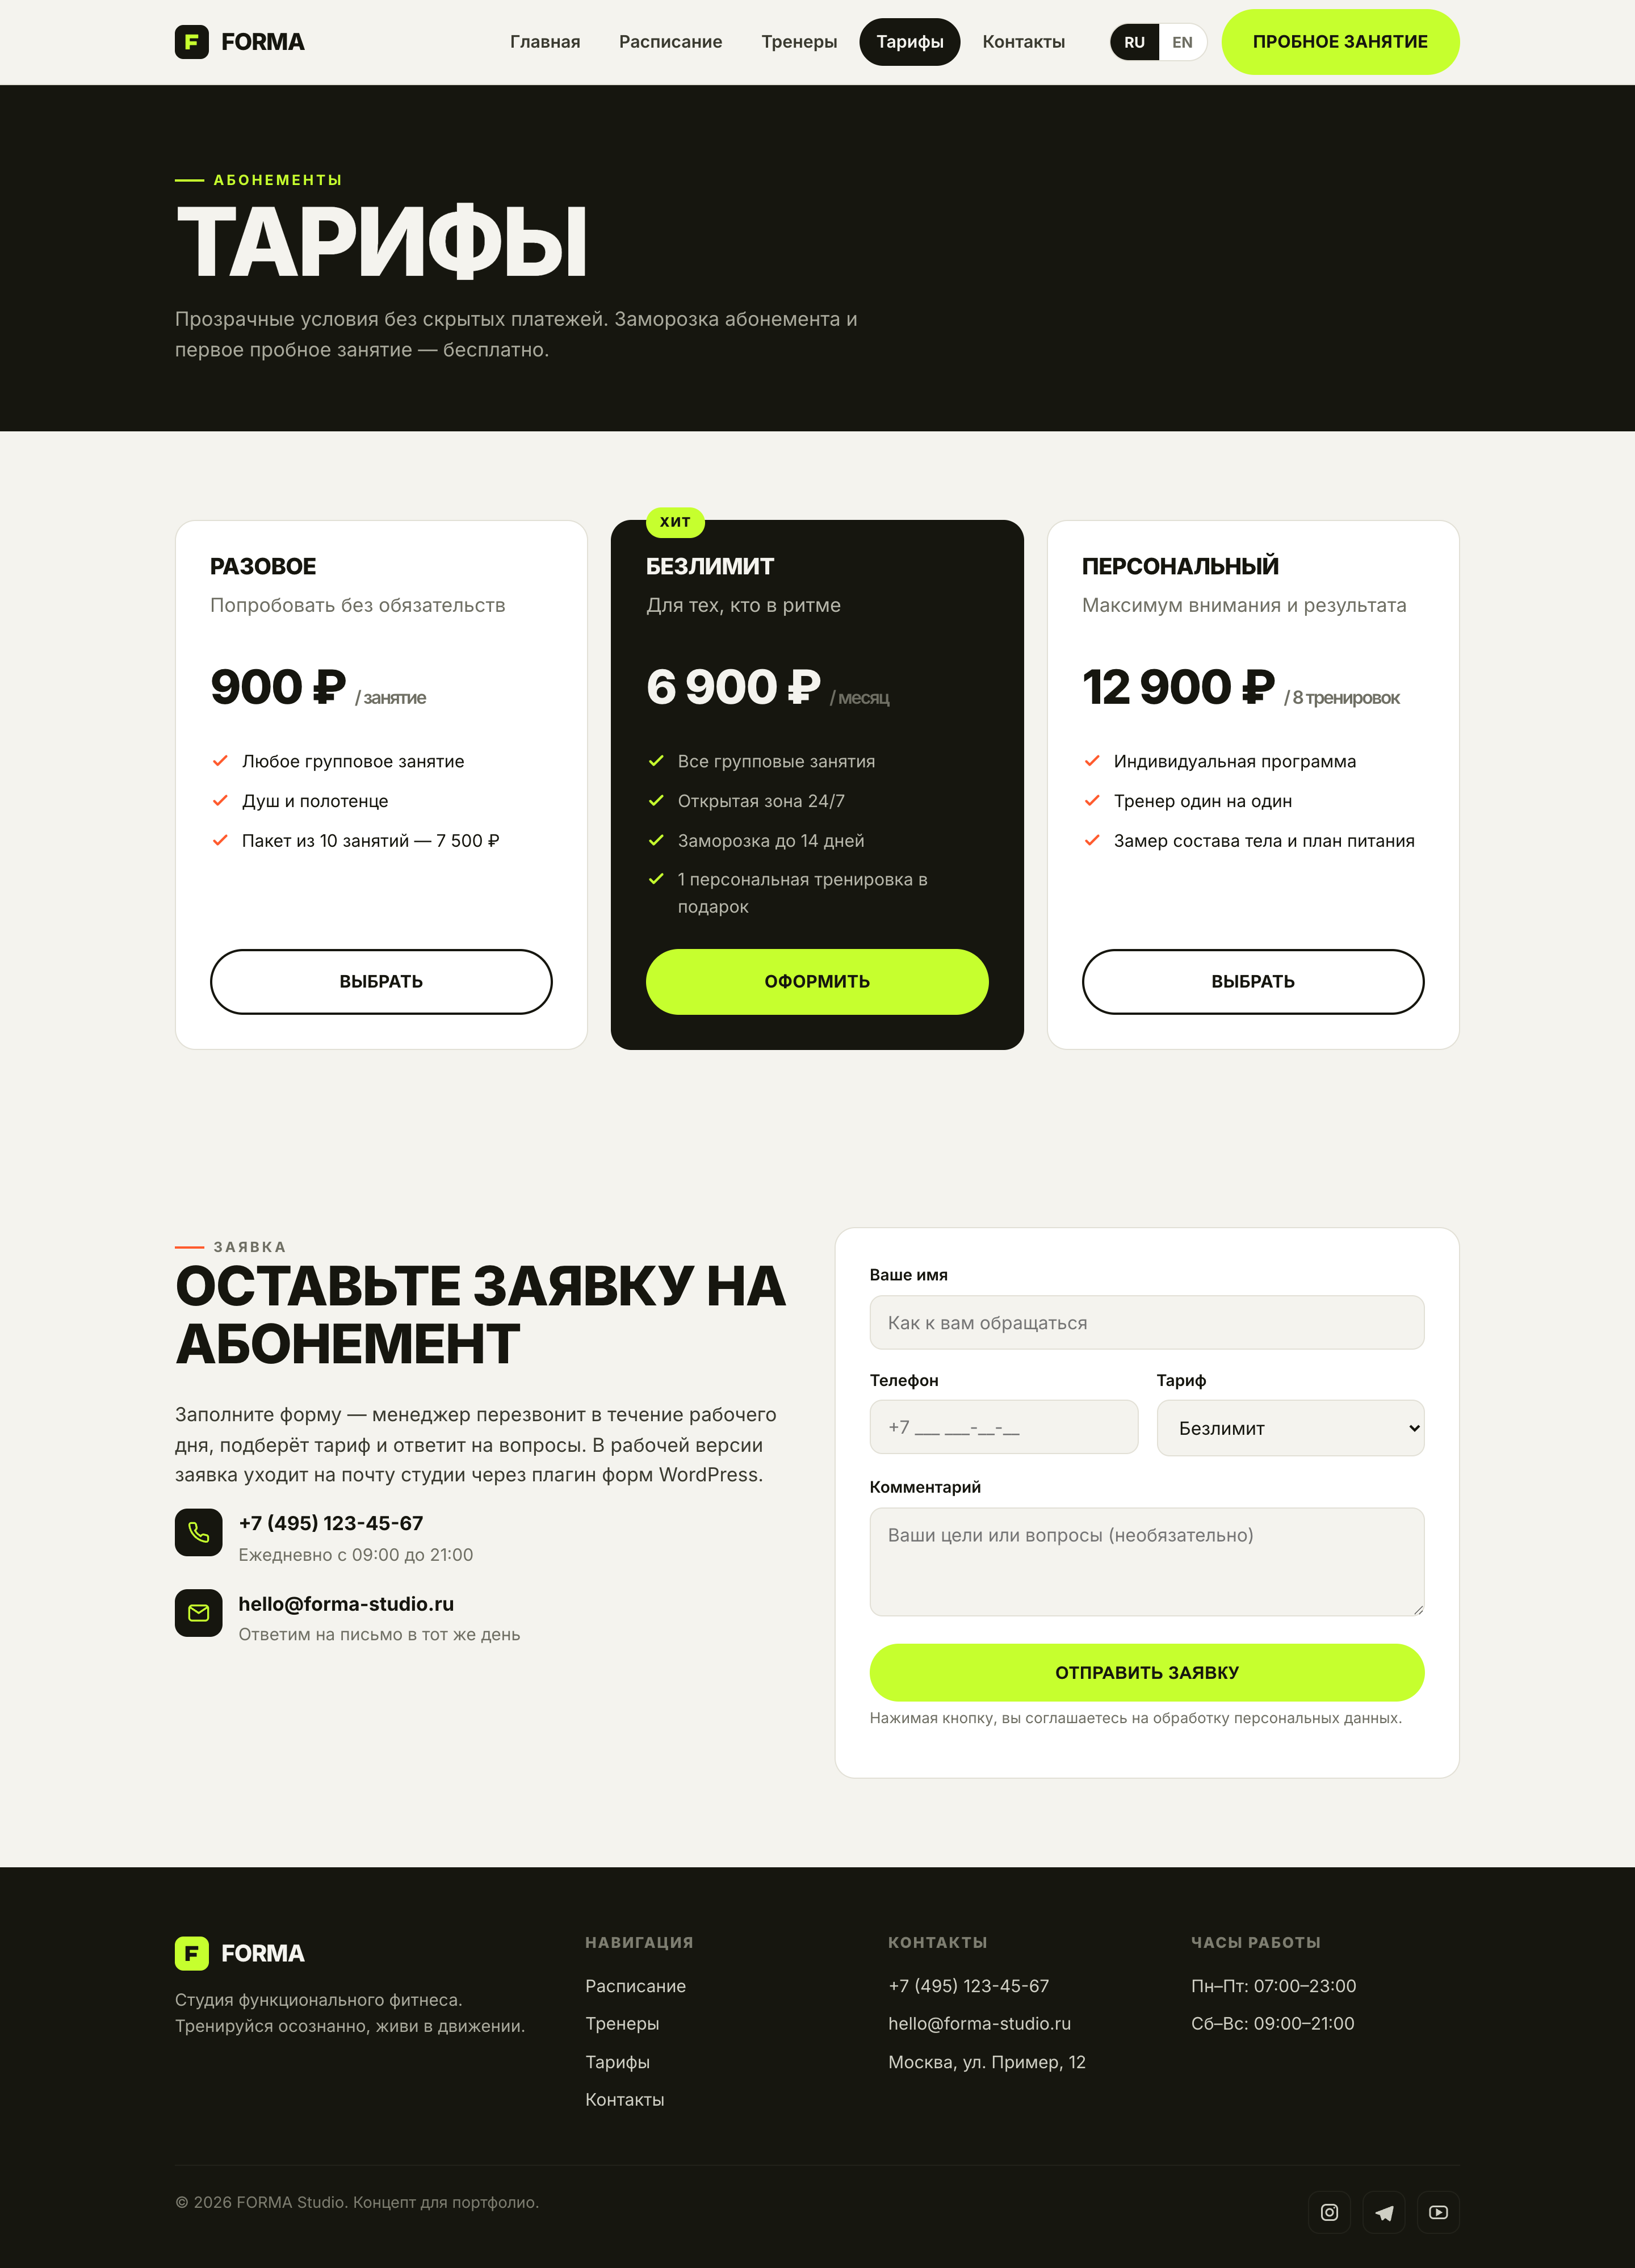 F FORMA
Главная Расписание Тренеры Тарифы Контакты RU EN ПРОБНОЕ ЗАНЯТИЕ
АБОНЕМЕНТЫ
ТАРИФЫ
Прозрачные условия без скрытых платежей. Заморозка абонемента и
первое пробное занятие — бесплатно.
РАЗОВОЕ
Попробовать без обязательств
900 ₽ / занятие
Любое групповое занятие
Душ и полотенце
Пакет из 10 занятий — 7 500 ₽
ВЫБРАТЬ
ХИТ
БЕЗЛИМИТ
Для тех, кто в ритме
6 900 ₽ / месяц
Все групповые занятия
Открытая зона 24/7
Заморозка до 14 дней
1 персональная тренировка в
подарок
ОФОРМИТЬ
ПЕРСОНАЛЬНЫЙ
Максимум внимания и результата
12 900 ₽ / 8 тренировок
Индивидуальная программа
Тренер один на один
Замер состава тела и план питания
ВЫБРАТЬ
ЗАЯВКА
ОСТАВЬТЕ ЗАЯВКУ НА
АБОНЕМЕНТ
Заполните форму — менеджер перезвонит в течение рабочего
дня, подберёт тариф и ответит на вопросы. В рабочей версии
заявка уходит на почту студии через плагин форм WordPress.
+7 (495) 123-45-67
Ежедневно с 09:00 до 21:00
hello@forma-studio.ru
Ответим на письмо в тот же день
Ваше имя
Как к вам обращаться
Телефон
+7 ___ ___-__-__
Тариф
Безлимит
Комментарий
Ваши цели или вопросы (необязательно)
ОТПРАВИТЬ ЗАЯВКУ
Нажимая кнопку, вы соглашаетесь на обработку персональных данных.
F FORMA
Студия функционального фитнеса.
Тренируйся осознанно, живи в движении.
НАВИГАЦИЯ
Расписание
Тренеры
Тарифы
Контакты
КОНТАКТЫ
+7 (495) 123-45-67
hello@forma-studio.ru
Москва, ул. Пример, 12
ЧАСЫ РАБОТЫ
Пн–Пт: 07:00–23:00
Сб–Вс: 09:00–21:00
© 2026 FORMA Studio. Концепт для портфолио.